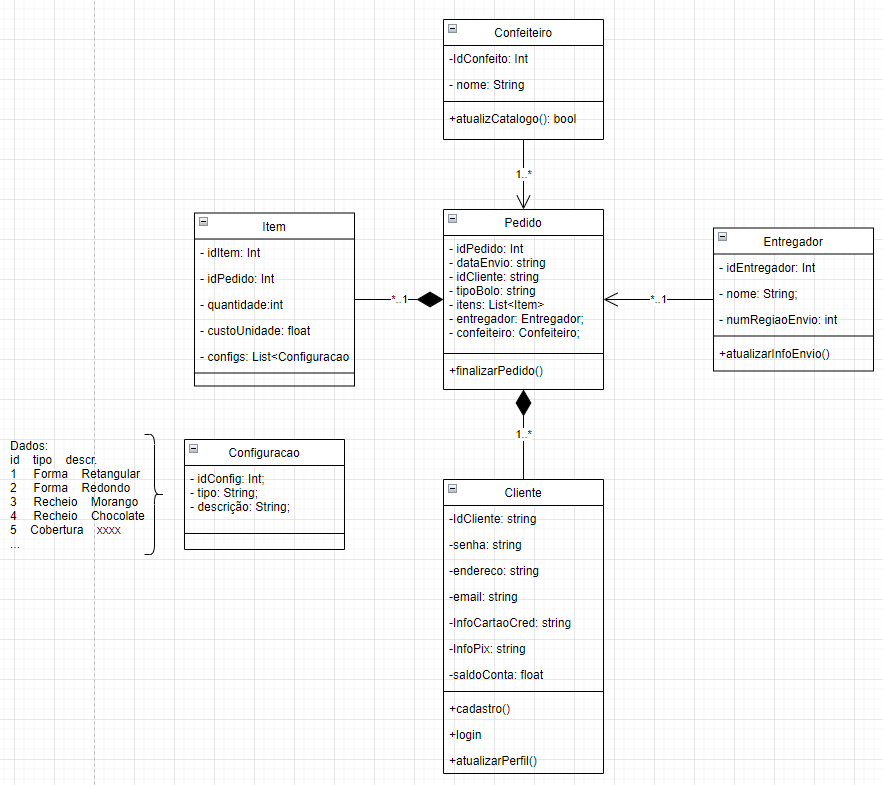 Confeiteiro
-IdConfeito: Int
- nome: String
+atualizCatalogo(): bool
1..*
Item
- idItem: Int
- idPedido: Int
- quantidade:int
- custoUnidade: float
- configs: List<Configuracao
*..1
Pedido
- idPedido: Int
- dataEnvio: string
- idCliente: string
- tipoBolo: string
- itens: List<Item>
- entregador: Entregador;
- confeiteiro: Confeiteiro;
+finalizarPedido()
*..1
Entregador
- idEntregador: Int
- nome: String;
- numRegiaoEnvio: int
+atualizarInfoEnvio()
1..*
Dados:
id tipo descr.
1 Forma Retangular
2 Forma Redondo
3 Recheio Morango
4 Recheio Chocolate
5 Cobertura xxxx
...
Configuracao
- idConfig: Int;
- tipo: String;
- descrição: String;
Cliente
-IdCliente: string
-senha: string
-endereco: string
-email: string
-InfoCartaoCred: string
-InfoPix: string
-saldoConta: float
+cadastro()
+login
+atualizarPerfil()